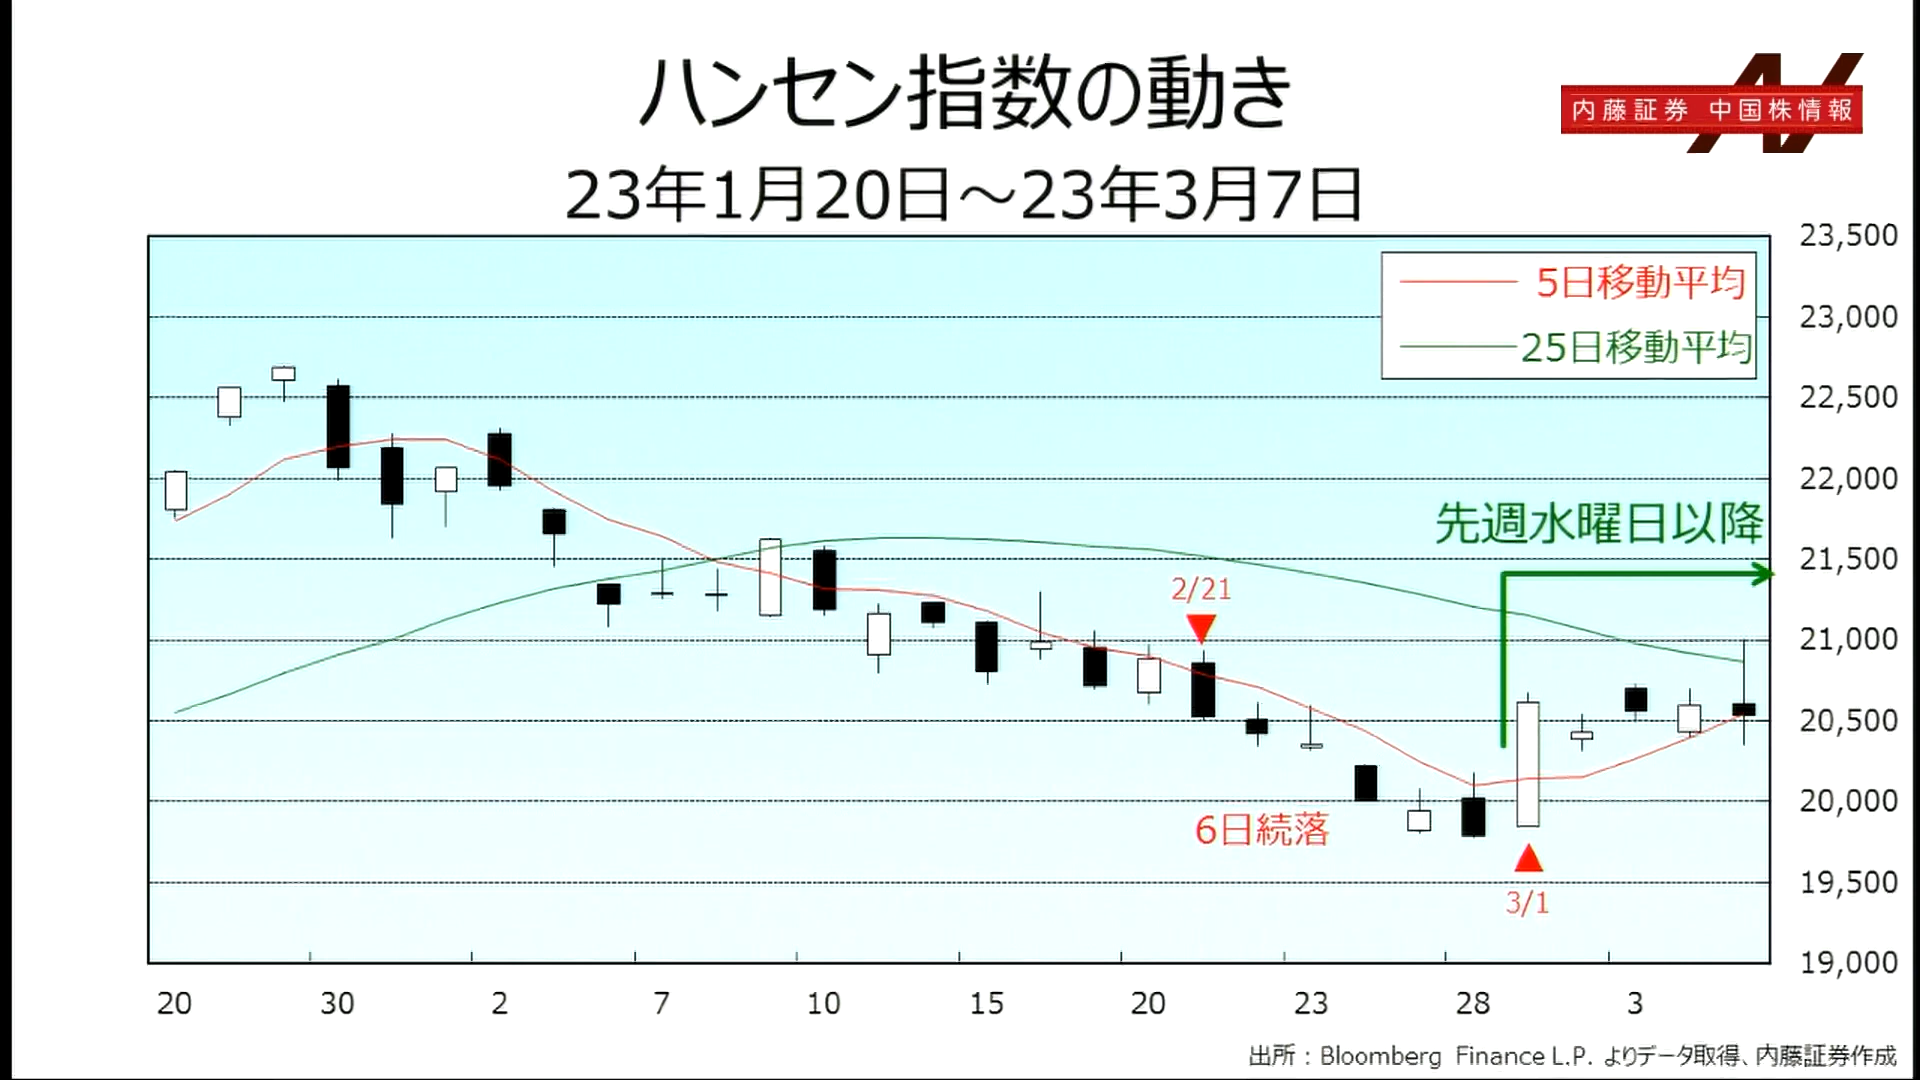 ハンセン指数の動き
内藤証券 中国株情報
23年1月20日～23年3月7日
23,500
5日移動平均
23,000
25日移動平均
22,500
22,000
先週水曜日以降
21,500
2/21
21,000
20,500
20,000
6日続落
19,500
3/1
19,000
20 30 2 7 10 15 20 23 28 3
出所：Bloomberg Finance L.P. よりデータ取得、内藤証券作成